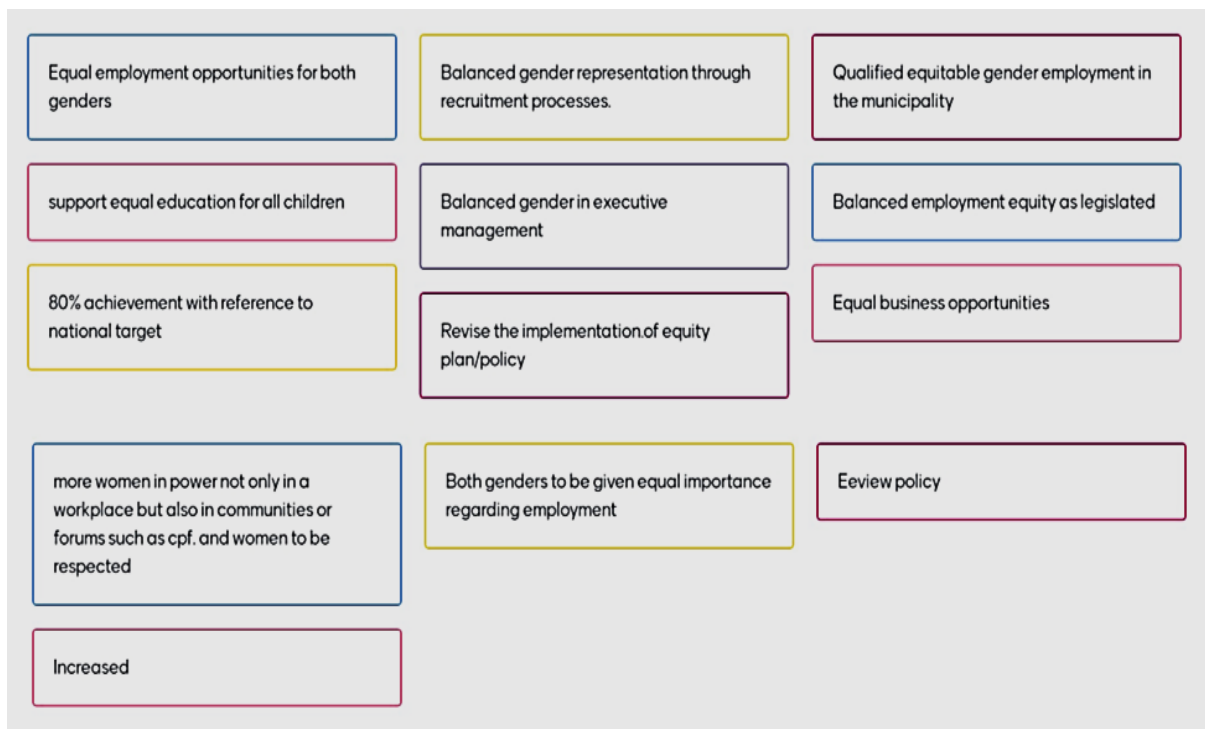 Equal employment opportunities for both
genders
Balanced gender representation through
recruitment processes.
Qualified equitable gender employment in
the municipality
support equal education for all children
Balanced gender in executive
management
Balanced employment equity as legislated
80% achievement with reference to
national target
Revise the implementation.of equity
plan/policy
Equal business opportunities
more women in power not only in a
workplace but also in communities or
forums such as cpf. and women to be
respected
Both genders to be given equal importance
regarding employment
Eeview policy
Increased